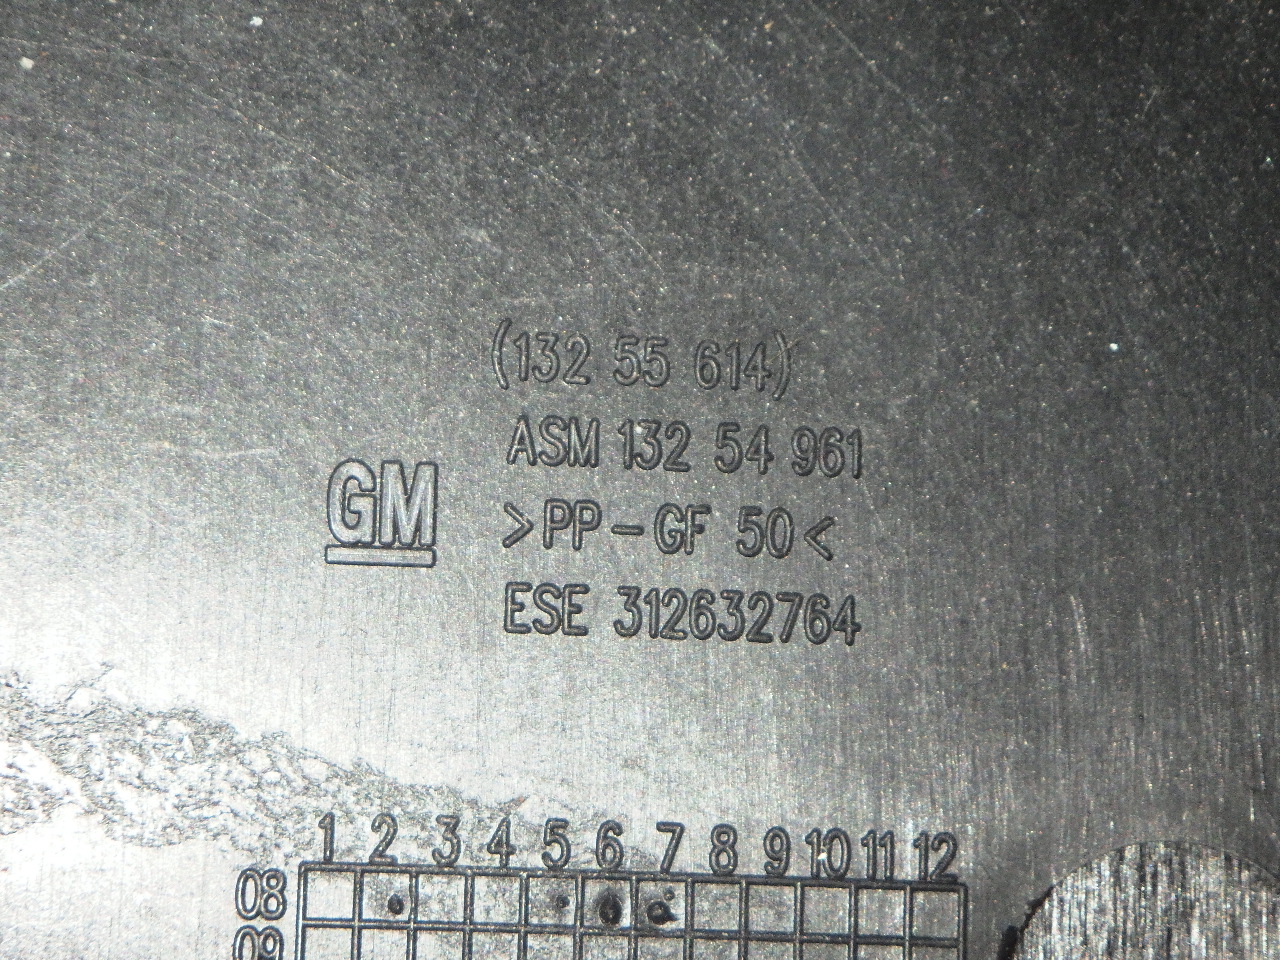 (132 55 614)
ASM 132 54 961
GM
>PP-GF 50<
ESE 312632764
1 2 3 4 5 6 7 8 9 10 11 12
08
09